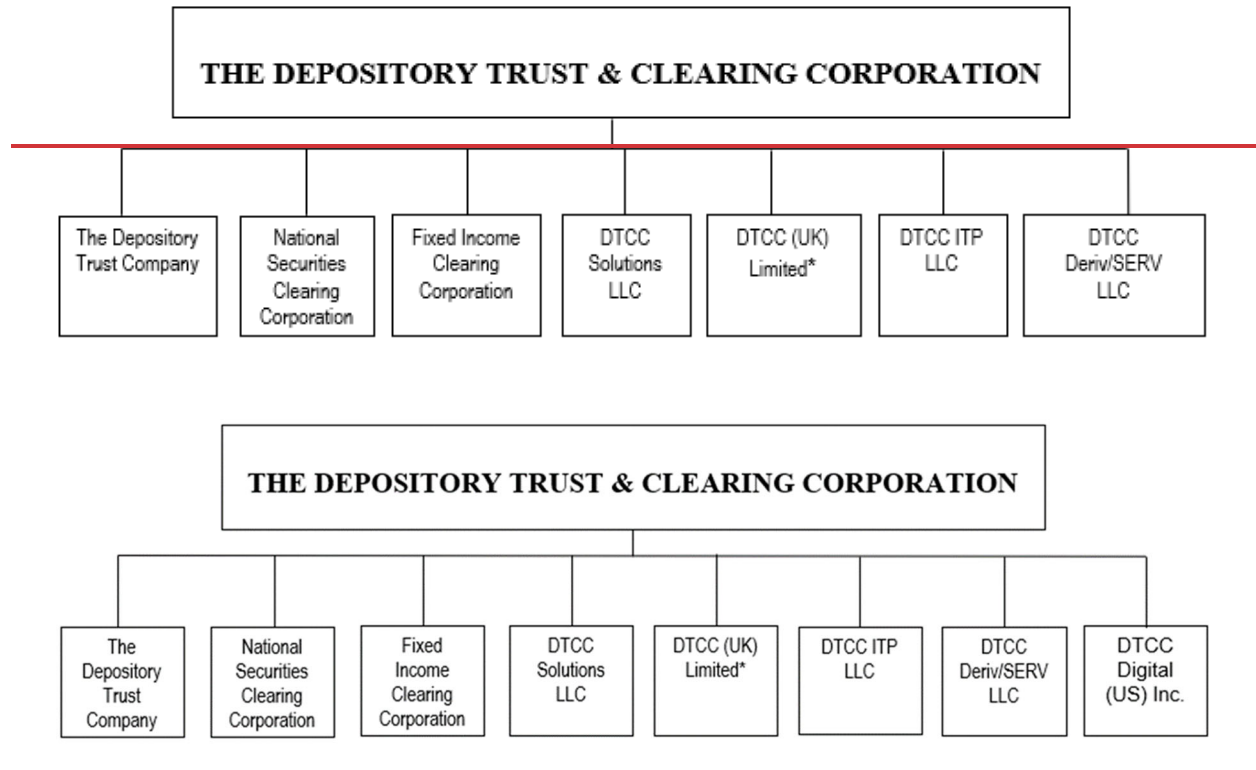 THE DEPOSITORY TRUST & CLEARING CORPORATION
The Depository
Trust Company
National
Securities
Clearing
Corporation
Fixed Income
Clearing
Corporation
DTCC
Solutions
LLC
DTCC (UK)
Limited*
DTCC ITP
LLC
DTCC
Deriv/SERV
LLC
THE DEPOSITORY TRUST & CLEARING CORPORATION
The
Depository
Trust
Company
National
Securities
Clearing
Corporation
Fixed
Income
Clearing
Corporation
DTCC
Solutions
LLC
DTCC (UK)
Limited*
DTCC ITP
LLC
DTCC
Deriv/SERV
LLC
DTCC
Digital
(US) Inc.